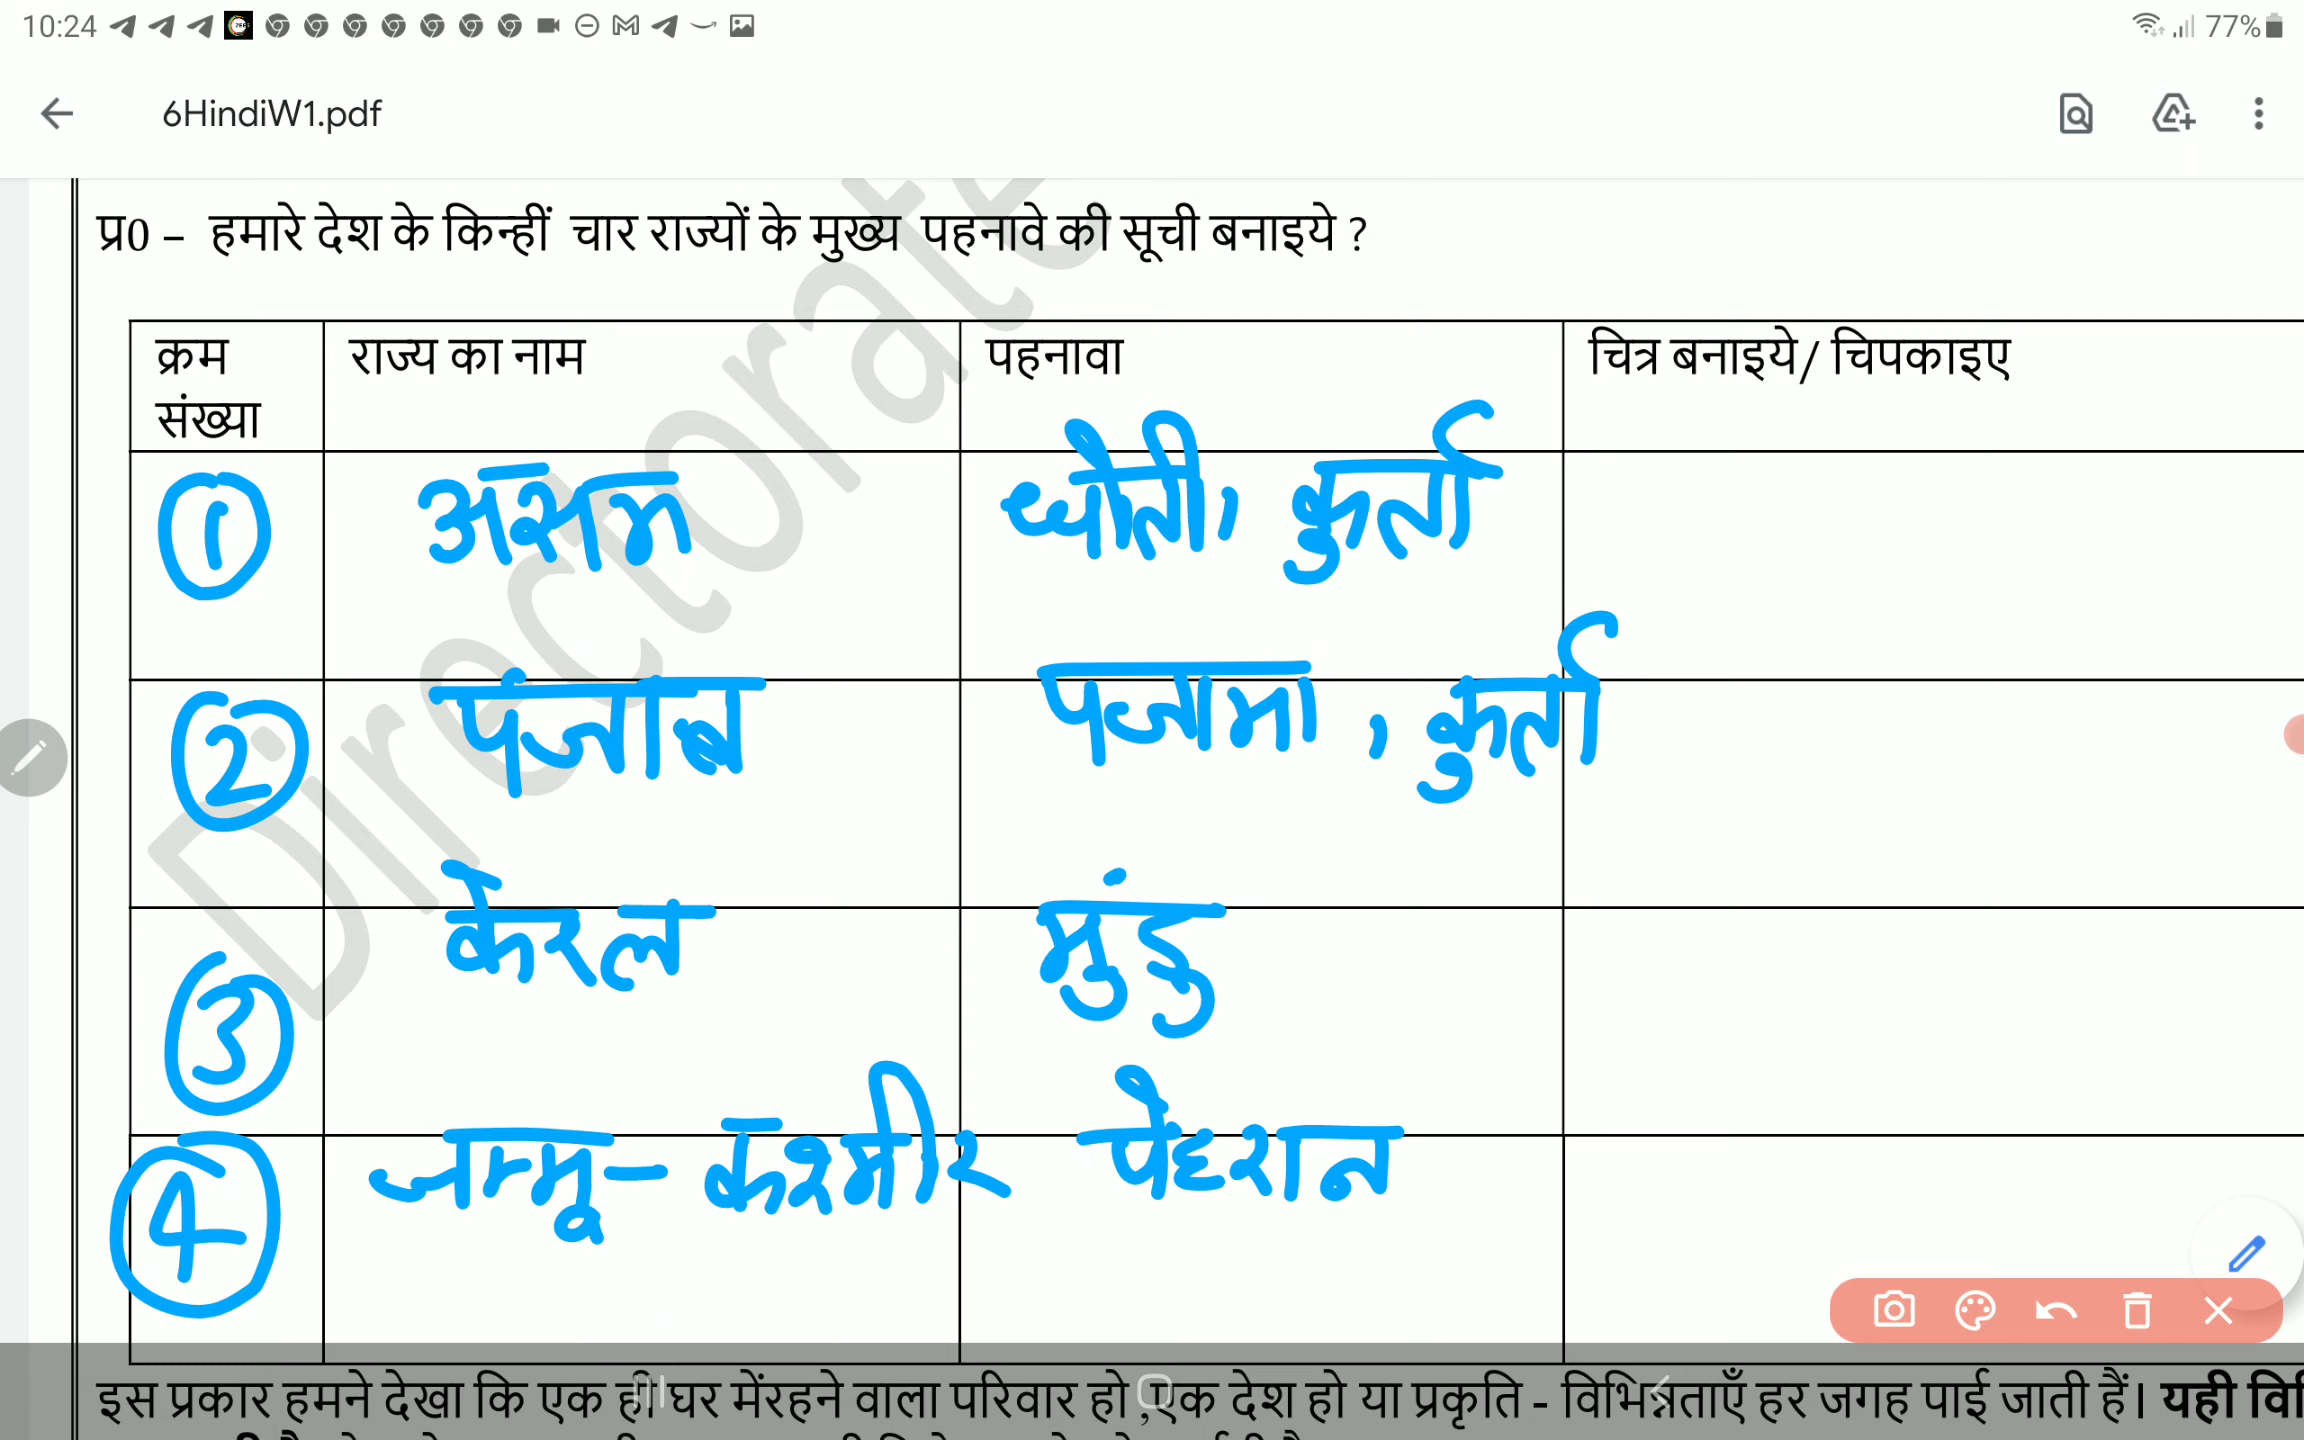 10:24 77%
6HindiW1.pdf
प्र0 – हमारे देश के किन्हीं चार राज्यों के मुख्य पहनावे की सूची बनाइये ?
क्रम संख्या राज्य का नाम पहनावा चित्र बनाइये/ चिपकाइए
1 असम धोती, कुर्ता
2 पंजाब पजामा, कुर्ता
3 केरल मुंडु
4 जम्मू-कश्मीर पेहरान
इस प्रकार हमने देखा कि एक ही घर मेंरहने वाला परिवार हो ,एक देश हो या प्रकृति - विभिन्नताएँ हर जगह पाई जाती हैं। यही वि
Directorate